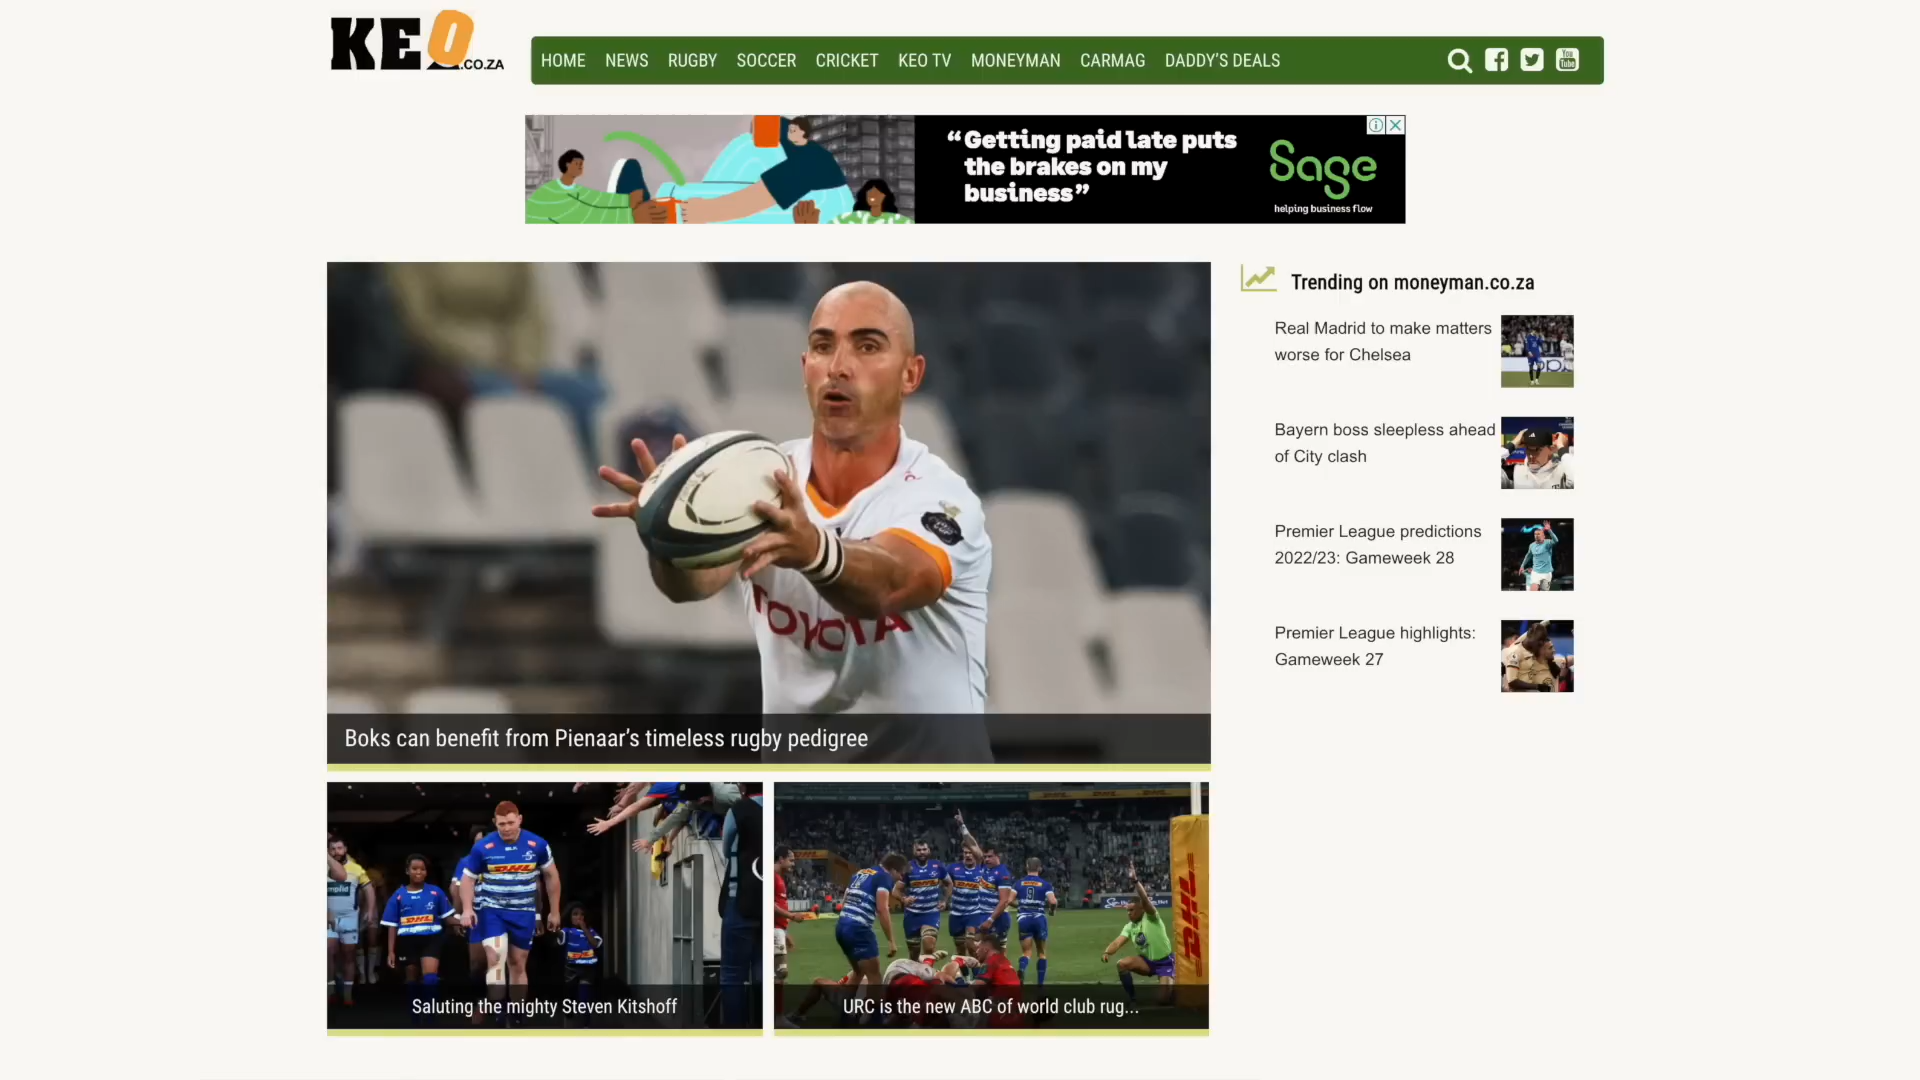 KEO.CO.ZA
HOME NEWS RUGBY SOCCER CRICKET KEO TV MONEYMAN CARMAG DADDY'S DEALS
“Getting paid late puts
the brakes on my
business”
Sage
helping business flow
Trending on moneyman.co.za
Real Madrid to make matters
worse for Chelsea
Bayern boss sleepless ahead
of City clash
Premier League predictions
2022/23: Gameweek 28
Premier League highlights:
Gameweek 27
TOYOTA
Boks can benefit from Pienaar’s timeless rugby pedigree
DHL
DHL
DHL
Saluting the mighty Steven Kitshoff
DHL
URC is the new ABC of world club rug...